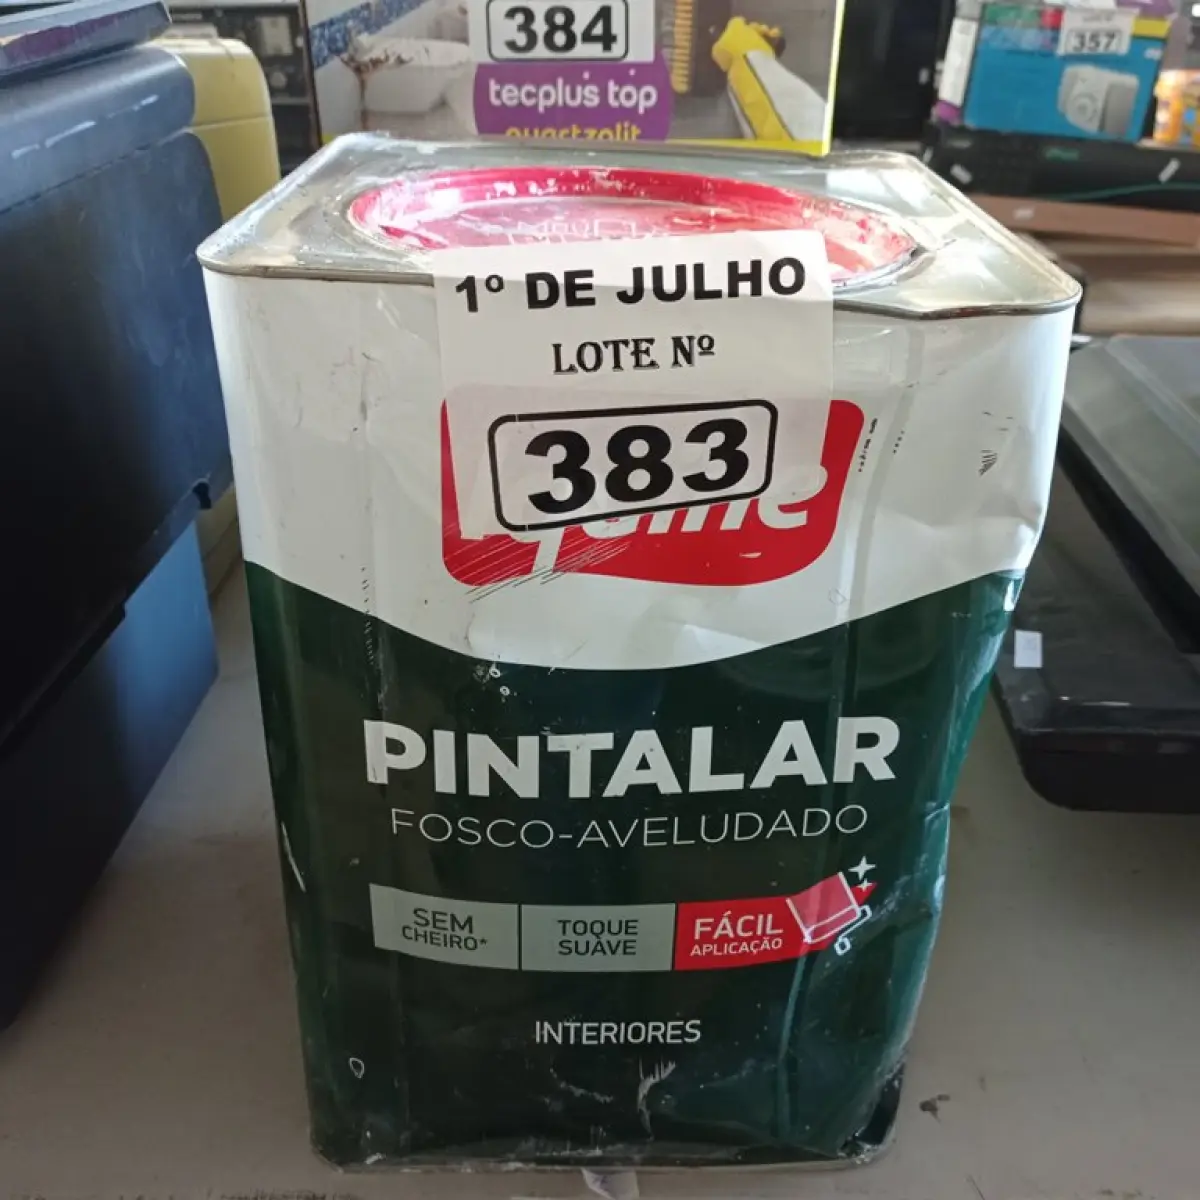 384
tecplus top
quartzolit
357
1º DE JULHO
LOTE Nº
383
PINTALAR
FOSCO-AVELUDADO
SEM
CHEIRO*
TOQUE
SUAVE
FÁCIL
APLICAÇÃO
INTERIORES